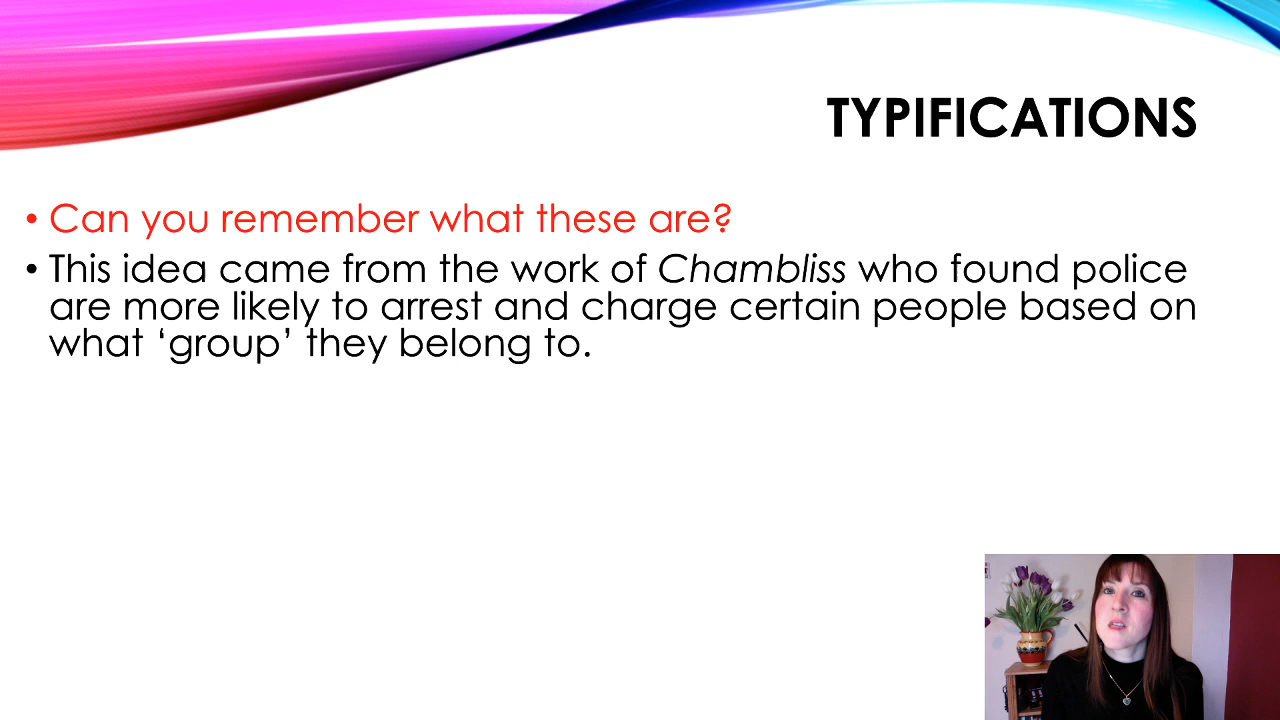 TYPIFICATIONS
• Can you remember what these are?
• This idea came from the work of Chambliss who found police
are more likely to arrest and charge certain people based on
what ‘group’ they belong to.